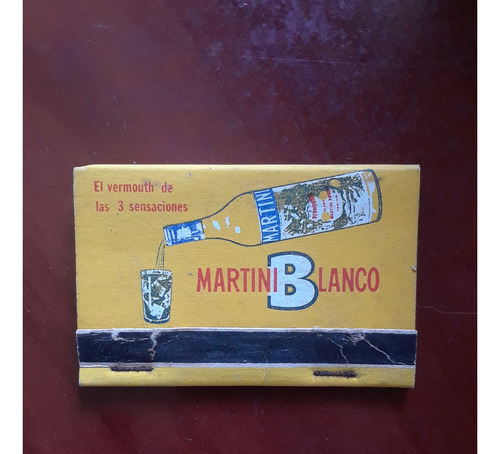 El vermouth de
las 3 sensaciones
MARTINI
MARTINI BLANCO